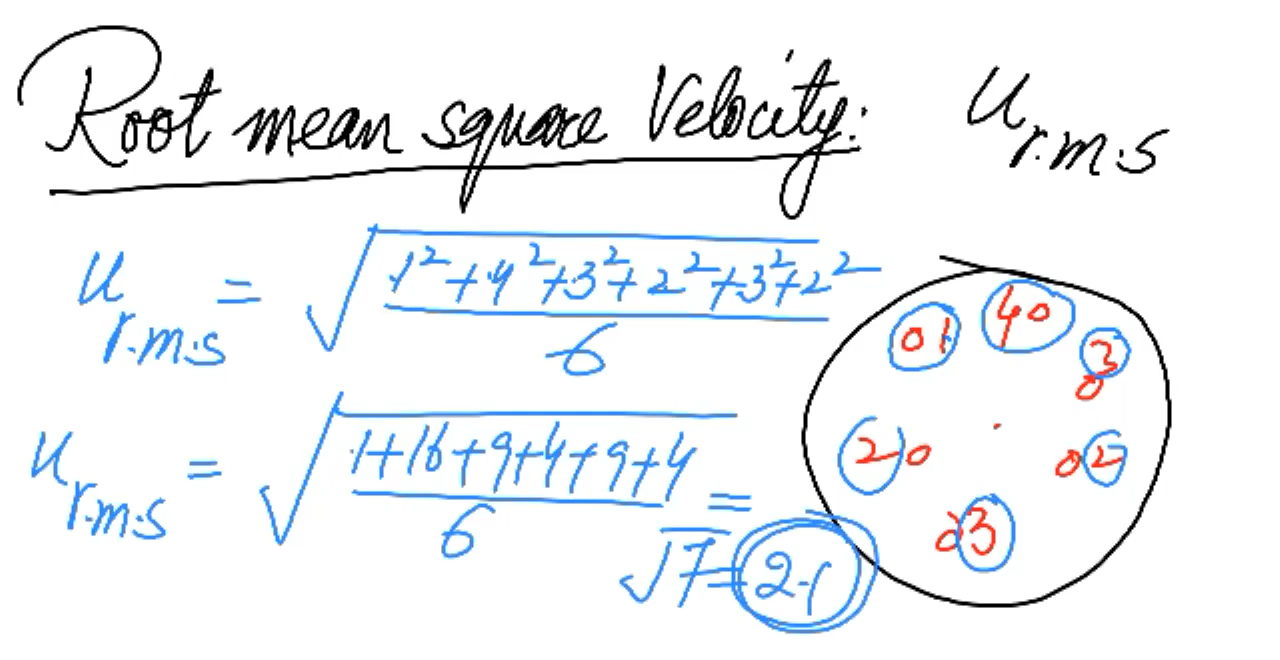 Root mean square Velocity: U r.m.s
U r.m.s = √(1² + 4² + 3² + 2² + 3² + 2² / 6)
01 40 3 0
U r.m.s = √(1+16+9+4+9+4 / 6) =
20 02
03
√7 = 2.1